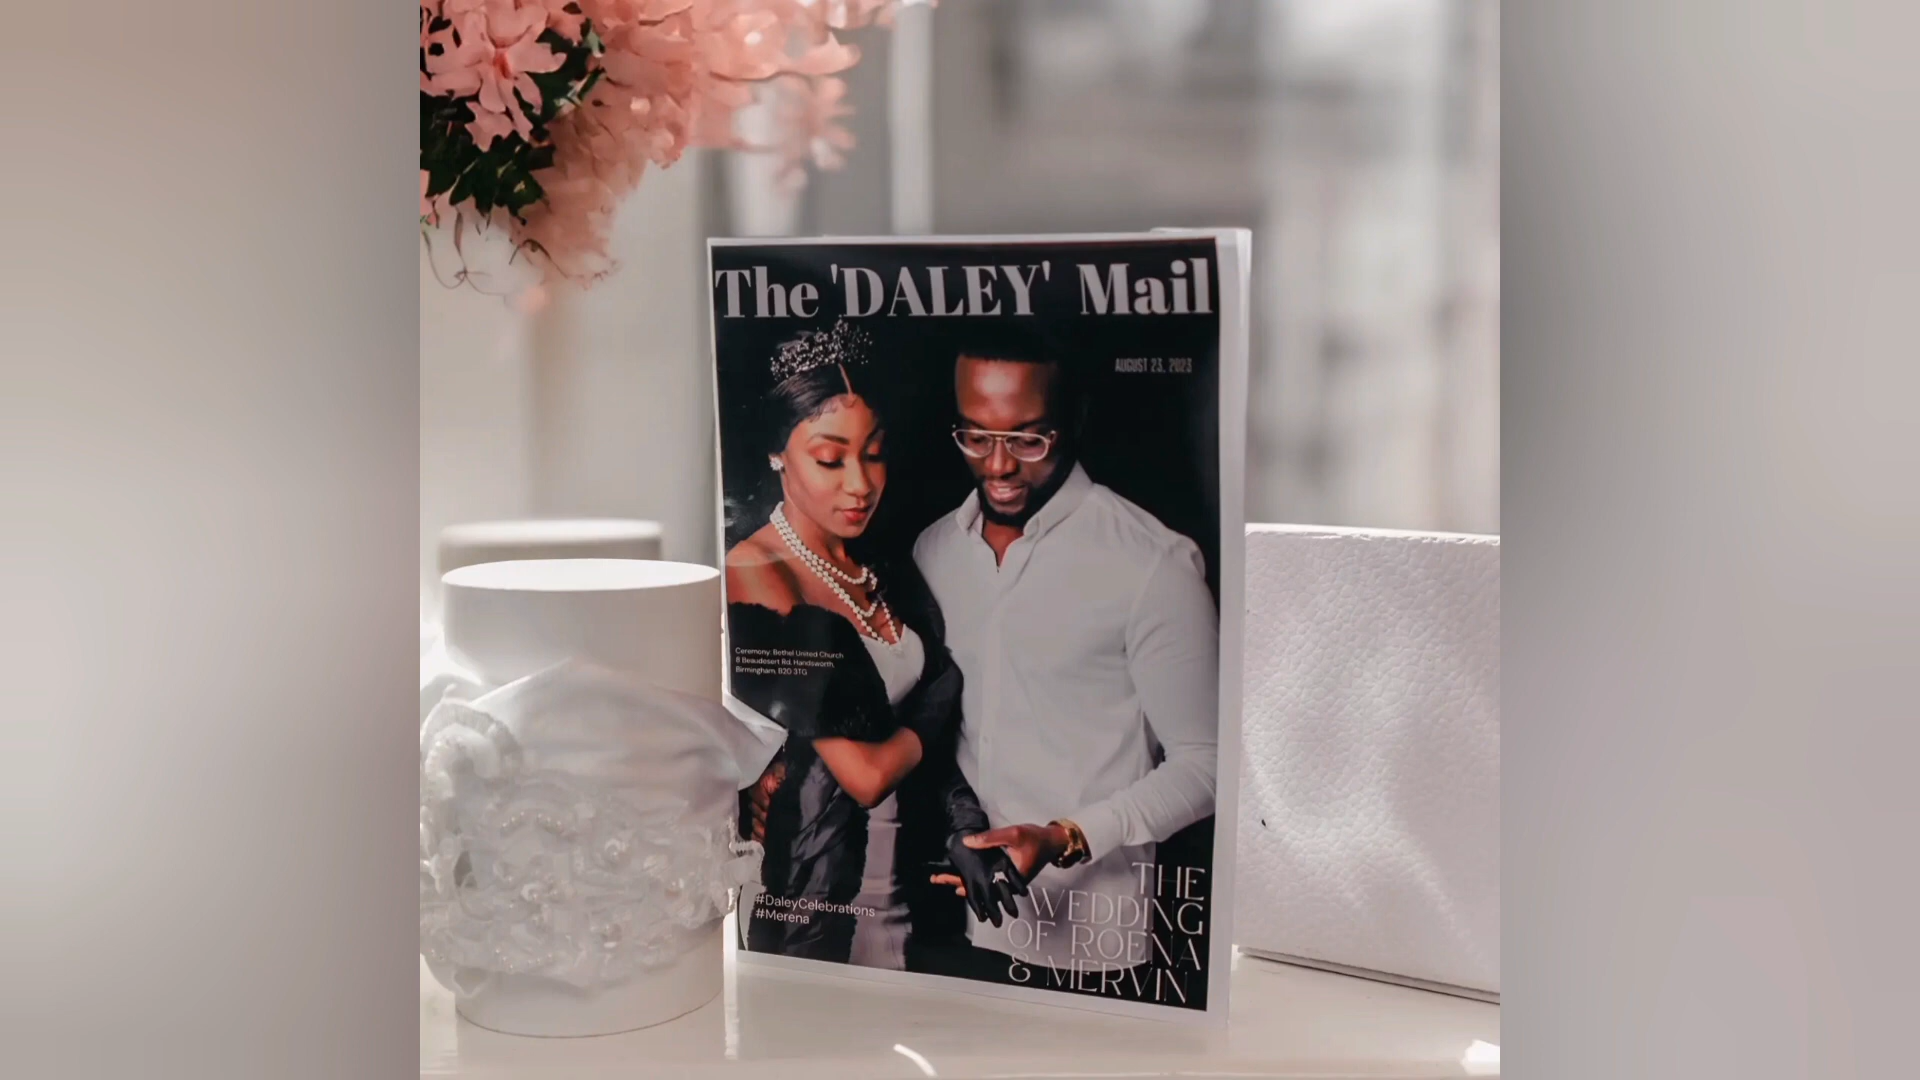 The 'DALEY' Mail
AUGUST 23, 2023
Ceremony: Bethel United Church
8 Beaudesert Rd, Handsworth,
Birmingham, B20 3TG
#DaleyCelebrations
#Merena
THE
WEDDING
OF ROENA
& MERVIN